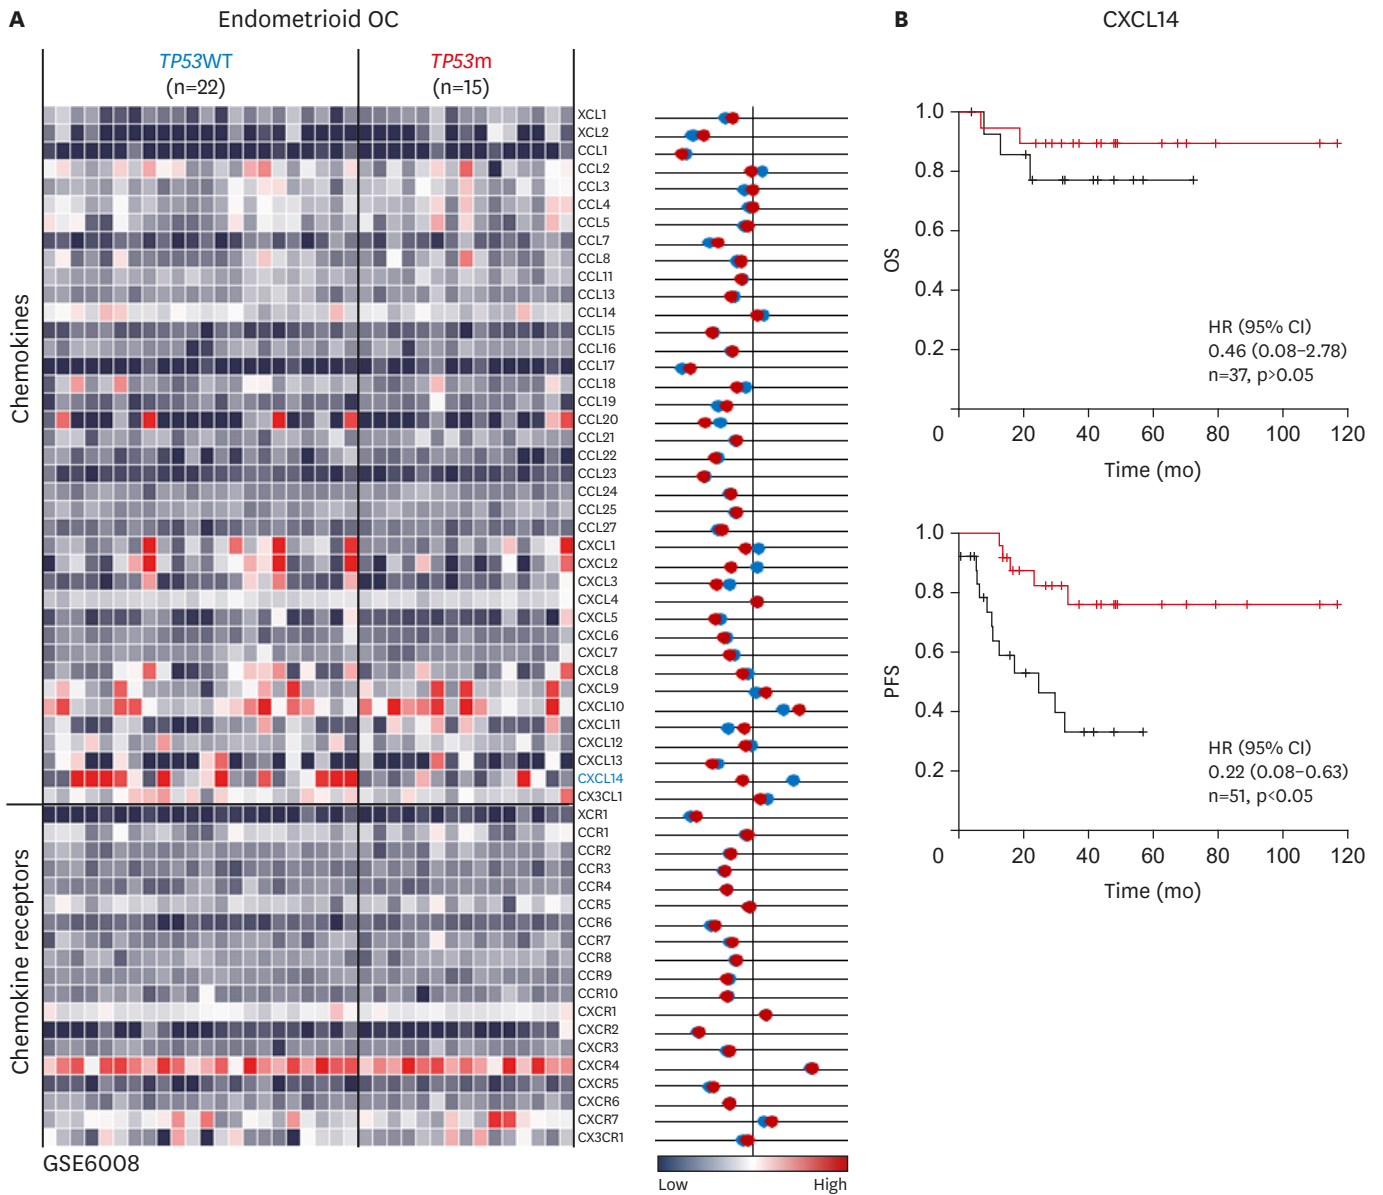 A
Endometrioid OC
TP53WT
(n=22)
TP53m
(n=15)
Chemokines
XCL1
XCL2
CCL1
CCL2
CCL3
CCL4
CCL5
CCL7
CCL8
CCL11
CCL13
CCL14
CCL15
CCL16
CCL17
CCL18
CCL19
CCL20
CCL21
CCL22
CCL23
CCL24
CCL25
CCL27
CXCL1
CXCL2
CXCL3
CXCL4
CXCL5
CXCL6
CXCL7
CXCL8
CXCL9
CXCL10
CXCL11
CXCL12
CXCL13
CXCL14
CX3CL1
Chemokine receptors
XCR1
CCR1
CCR2
CCR3
CCR4
CCR5
CCR6
CCR7
CCR8
CCR9
CCR10
CXCR1
CXCR2
CXCR3
CXCR4
CXCR5
CXCR6
CXCR7
CX3CR1
GSE6008
Low High
B
CXCL14
OS
1.0
0.8
0.6
0.4
0.2
HR (95% CI)
0.46 (0.08–2.78)
n=37, p>0.05
0 20 40 60 80 100 120
Time (mo)
PFS
1.0
0.8
0.6
0.4
0.2
HR (95% CI)
0.22 (0.08–0.63)
n=51, p<0.05
0 20 40 60 80 100 120
Time (mo)